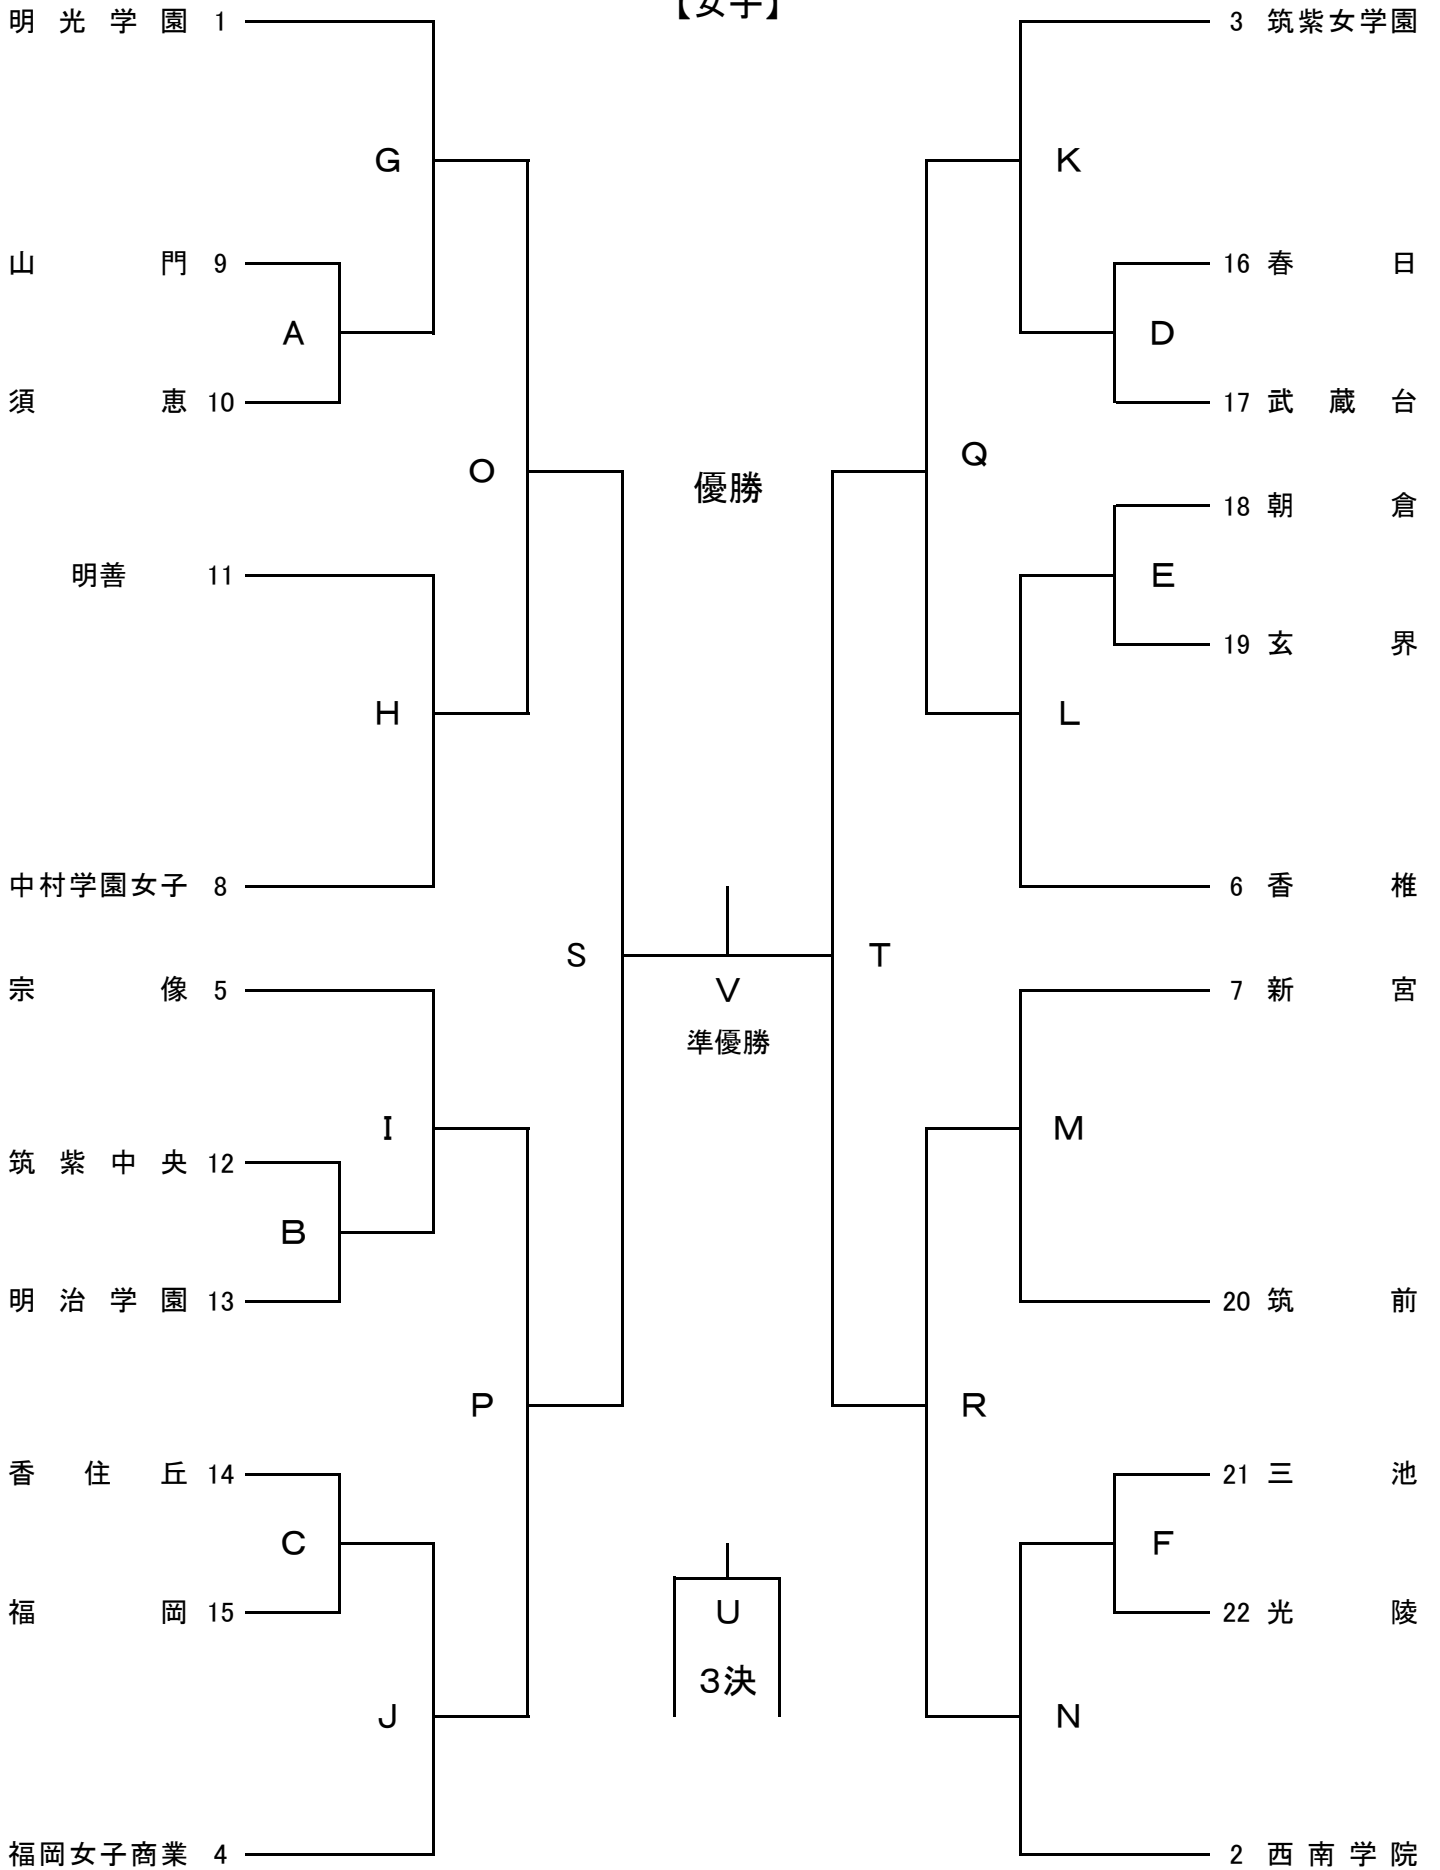 【女子】
明光学園 1
G
山門 9
A
須恵 10
O
明善 11
H
中村学園女子 8
S
宗像 5
I
筑紫中央 12
B
明治学園 13
P
香住丘 14
C
福岡 15
J
福岡女子商業 4
優勝
V
準優勝
U
3決
3 筑紫女学園
K
16 春日
D
17 武蔵台
Q
18 朝倉
E
19 玄界
L
6 香椎
T
7 新宮
M
20 筑前
R
21 三池
F
22 光陵
N
2 西南学院